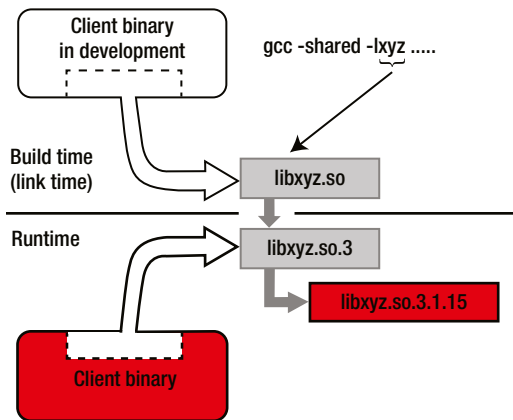 Client binary
in development
gcc -shared -lxyz .....
Build time
(link time)
libxyz.so
Runtime
libxyz.so.3
libxyz.so.3.1.15
Client binary